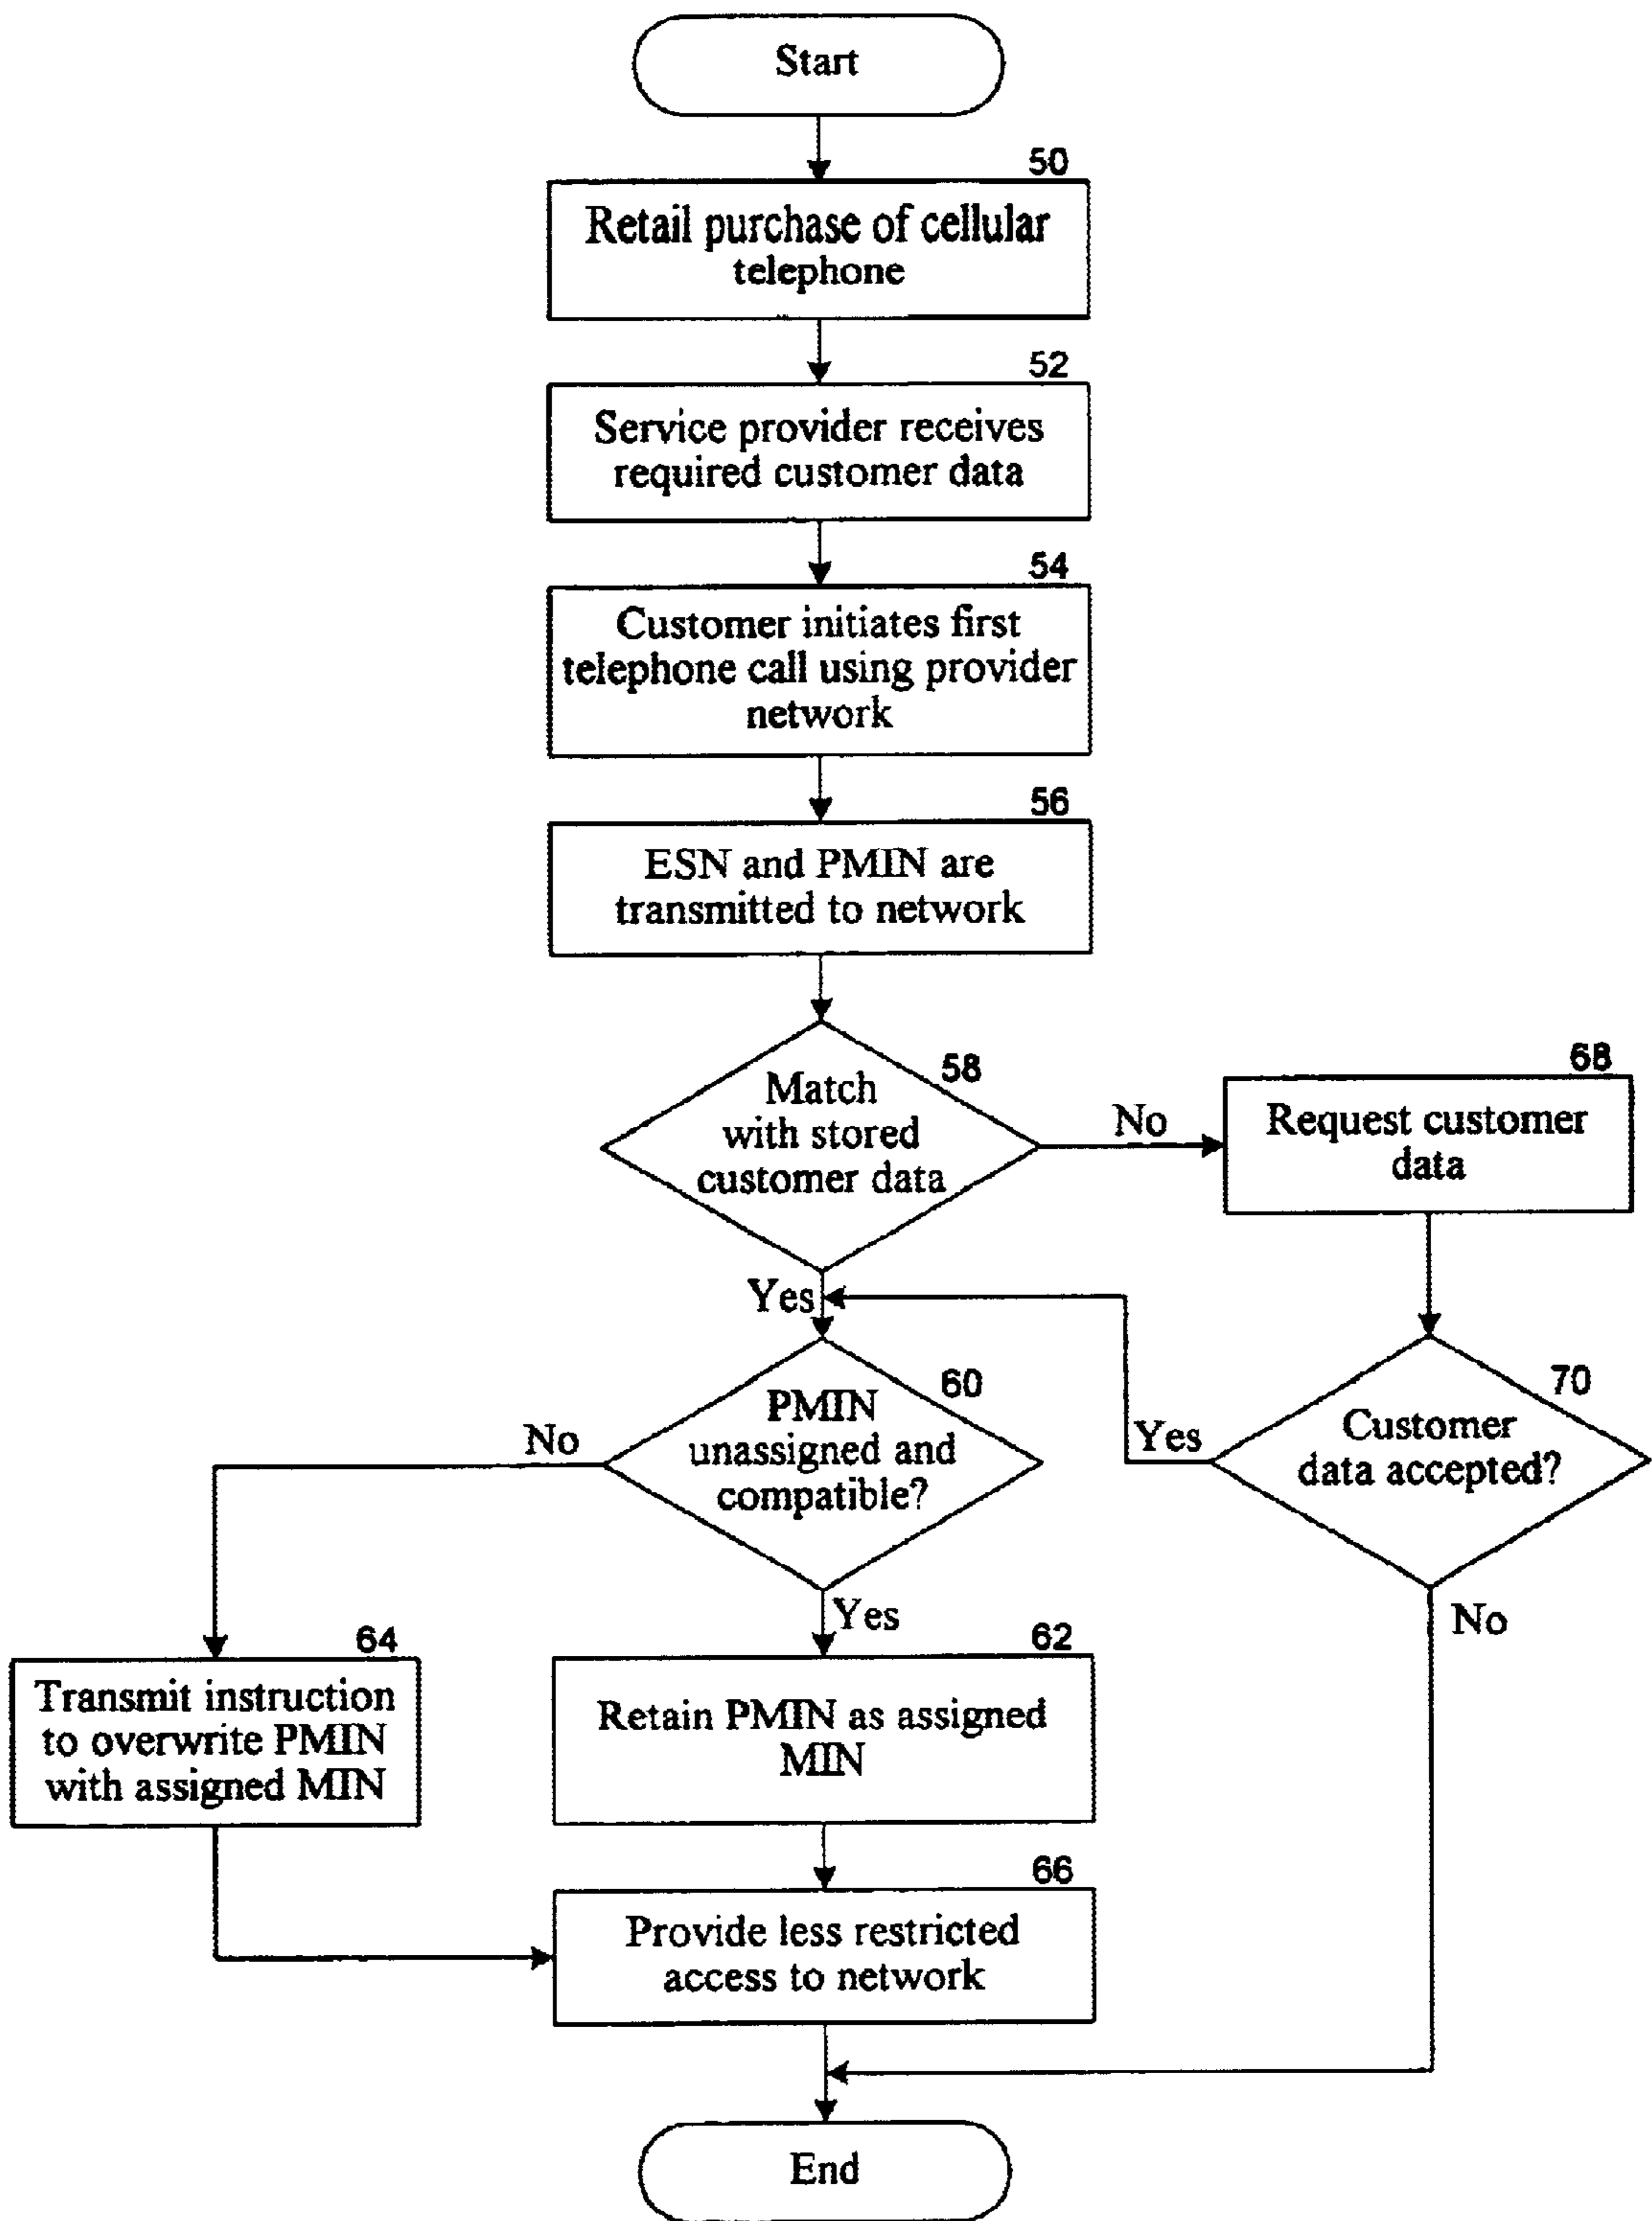 Start
50
Retail purchase of cellular
telephone
52
Service provider receives
required customer data
54
Customer initiates first
telephone call using provider
network
56
ESN and PMIN are
transmitted to network
58
Match
with stored
customer data
No
68
Request customer
data
Yes
60
PMIN
unassigned and
compatible?
No
Yes
70
Customer
data accepted?
Yes
No
64
Transmit instruction
to overwrite PMIN
with assigned MIN
62
Retain PMIN as assigned
MIN
66
Provide less restricted
access to network
End